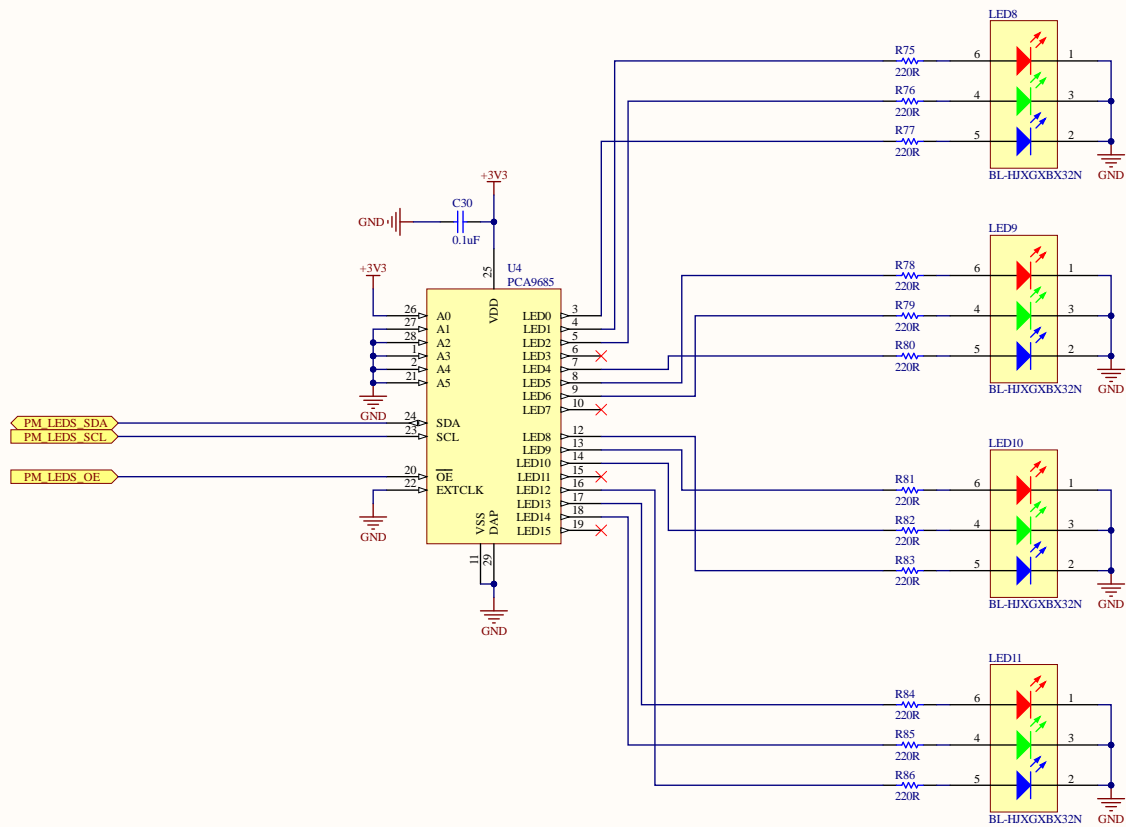 LED8
R75
220R
6
1
R76
220R
4
3
R77
220R
5
2
BL-HJXGXBX32N
GND
+3V3
C30
GND
0.1uF
LED9
R78
220R
6
1
R79
220R
4
3
R80
220R
5
2
BL-HJXGXBX32N
GND
+3V3
25
U4
PCA9685
VDD
26 A0
27 A1
28 A2
1 A3
2 A4
21 A5
GND
PM_LEDS_SDA
24 SDA
PM_LEDS_SCL
23 SCL
PM_LEDS_OE
20 OE
22 EXTCLK
GND
LED0 3
LED1 4
LED2 5
LED3 6
LED4 7
LED5 8
LED6 9
LED7 10
LED8 12
LED9 13
LED10 14
LED11 15
LED12 16
LED13 17
LED14 18
LED15 19
VSS
DAP
11
29
GND
LED10
R81
220R
6
1
R82
220R
4
3
R83
220R
5
2
BL-HJXGXBX32N
GND
LED11
R84
220R
6
1
R85
220R
4
3
R86
220R
5
2
BL-HJXGXBX32N
GND